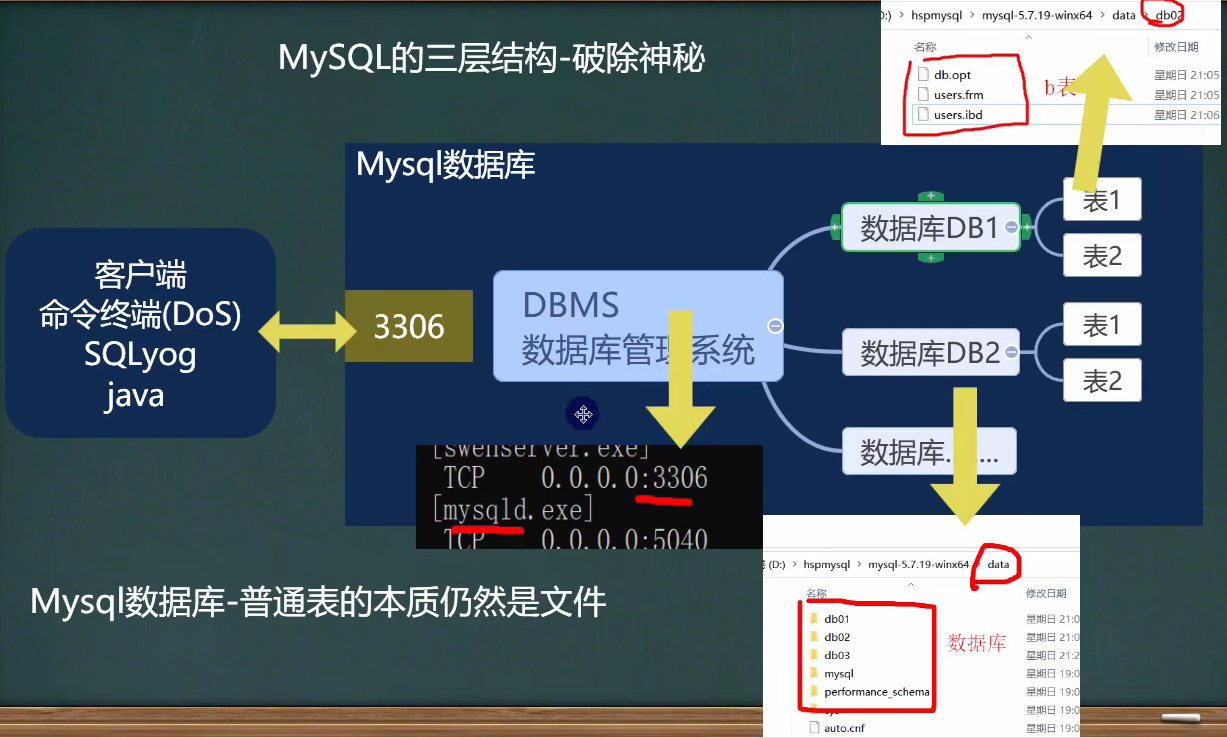 MySQL的三层结构-破除神秘
:) > hspmysql > mysql-5.7.19-winx64 > data > db02
名称 修改日期
db.opt 星期日 21:05
users.frm 星期日 21:05
users.ibd 星期日 21:06
b表
Mysql数据库
客户端
命令终端(DoS)
SQLyog
java
3306
DBMS
数据库管理系统
数据库DB1
表1
表2
数据库DB2
表1
表2
数据库......
[swenserver.exe]
TCP 0.0.0.0:3306
[mysqld.exe]
TCP 0.0.0.0:5040
Mysql数据库-普通表的本质仍然是文件
(D:) > hspmysql > mysql-5.7.19-winx64 > data
名称 修改日期
db01 星期日 21:0
db02 星期日 21:0
db03 星期日 21:2
mysql 星期日 19:0
performance_schema 星期日 19:0
星期日 19:0
auto.cnf 星期日 19:0
数据库